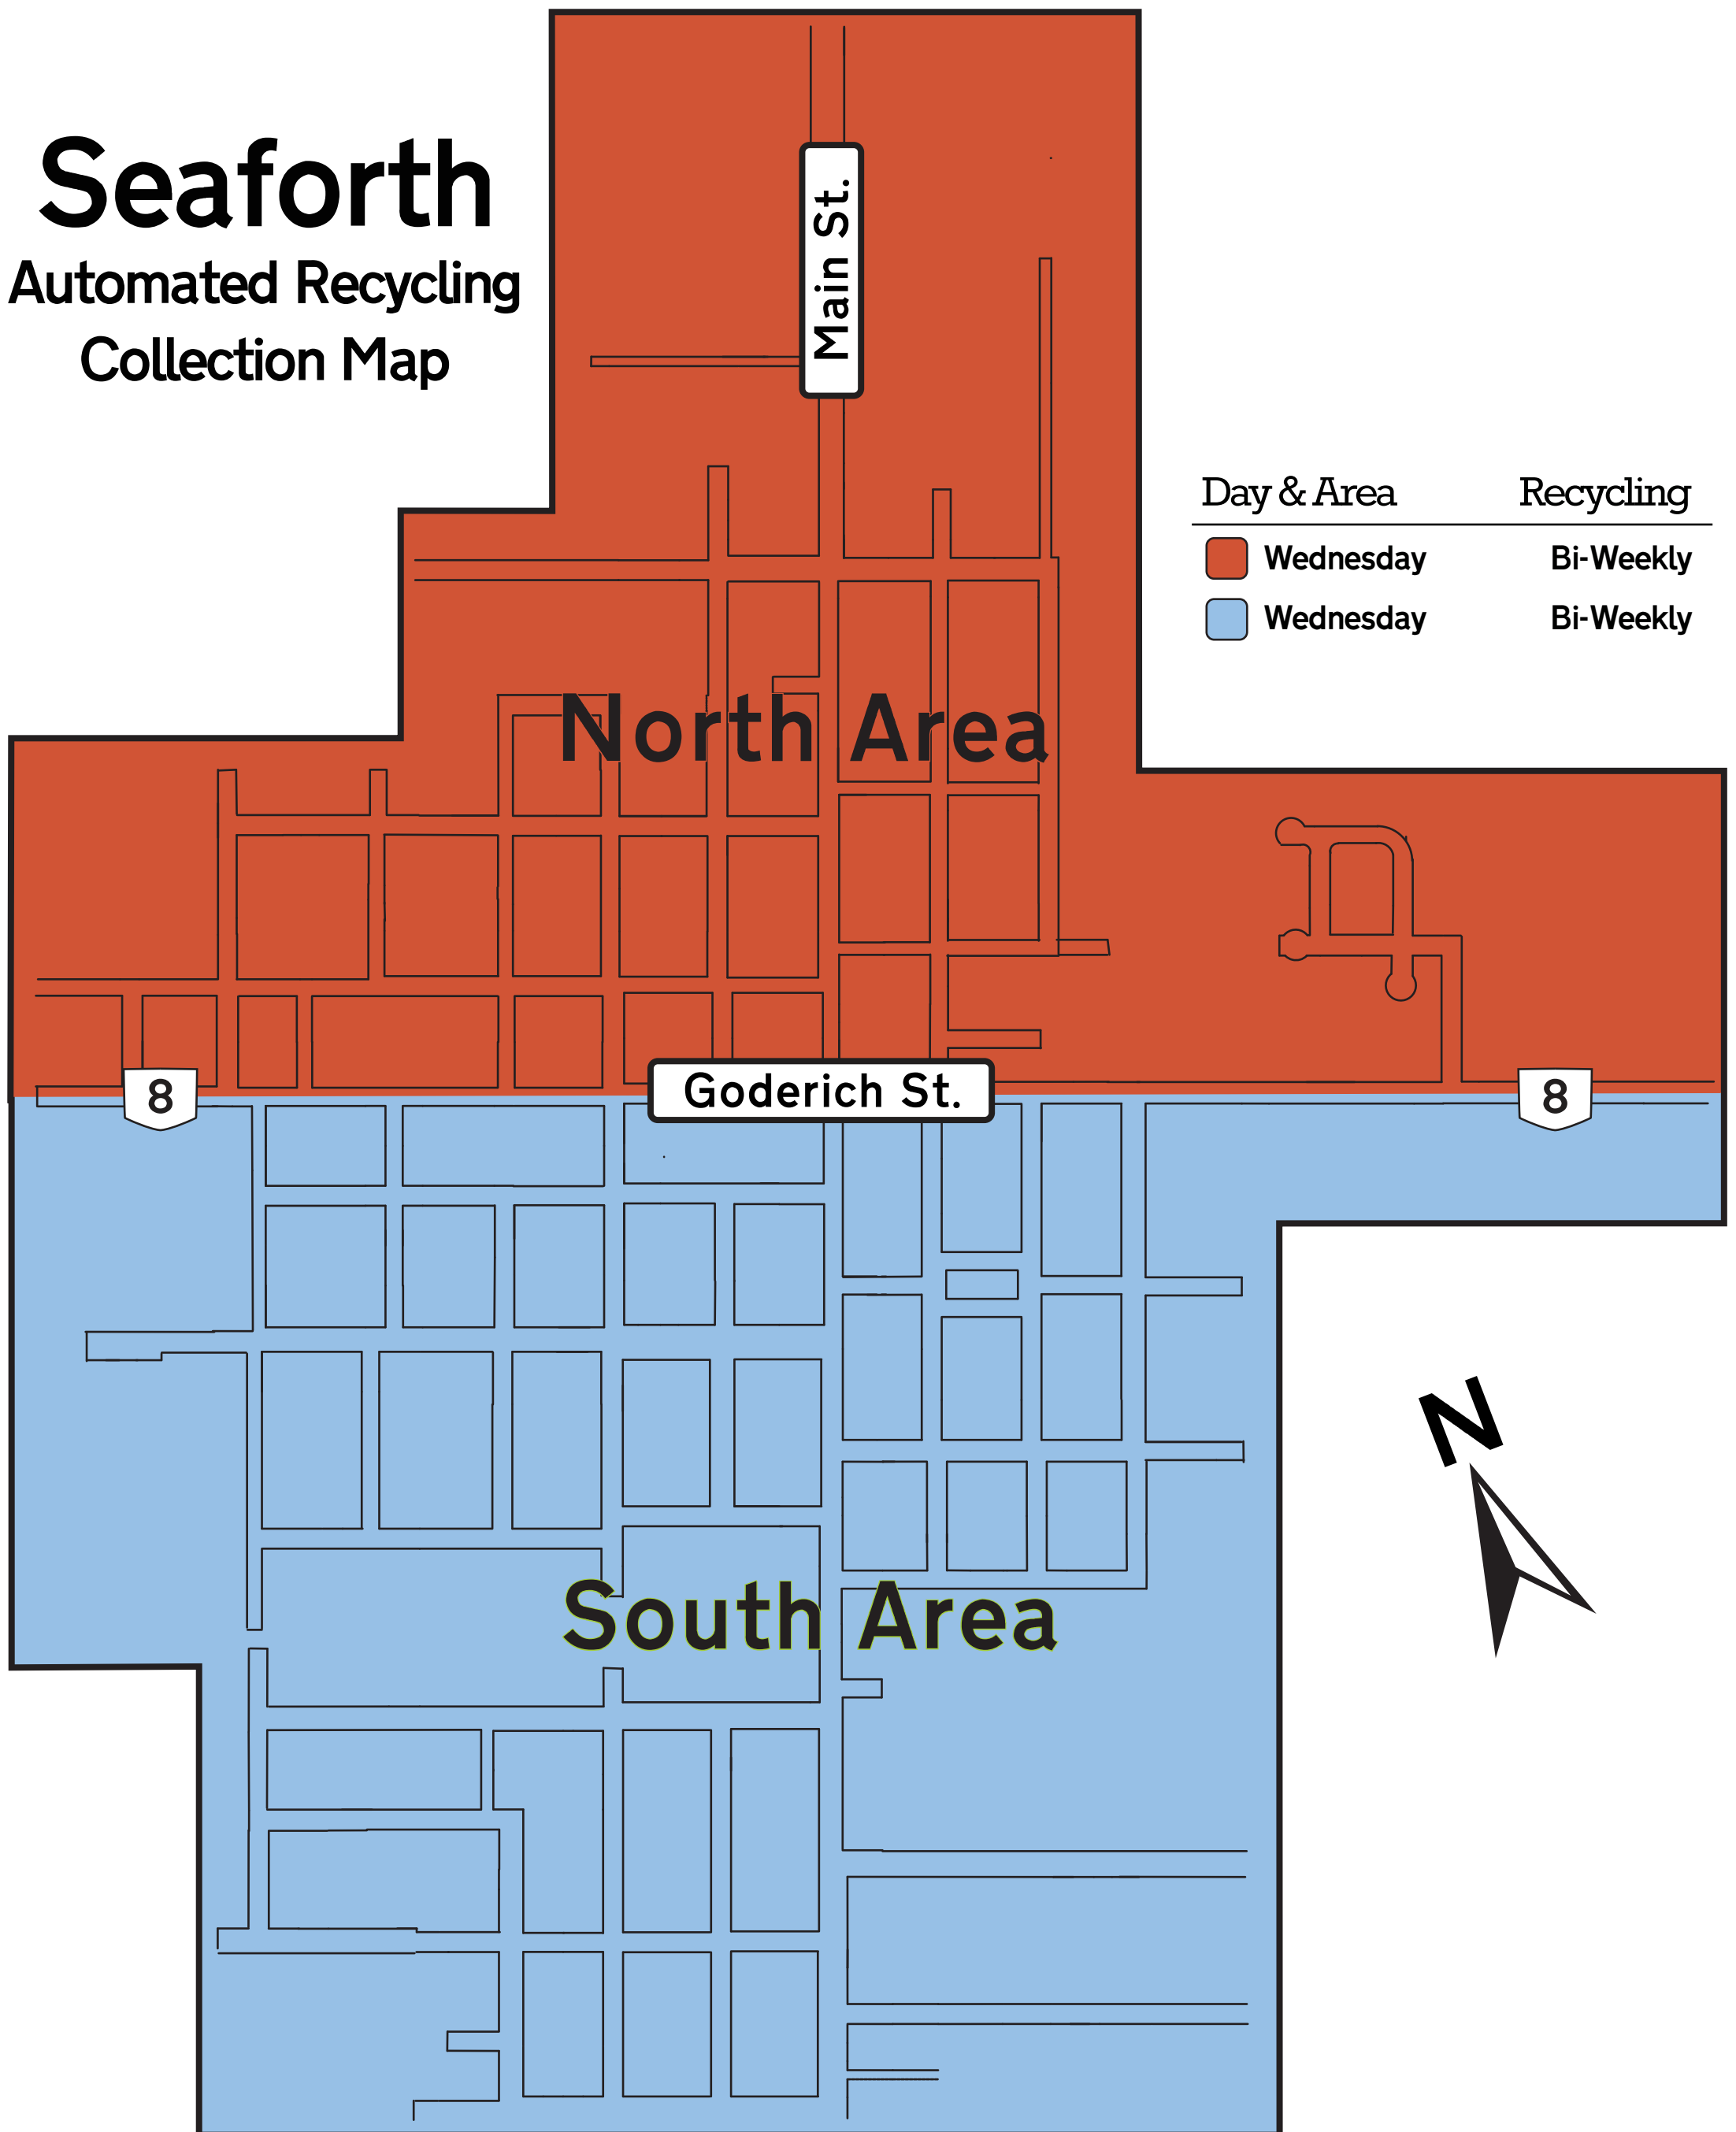 Seaforth
Automated Recycling
Collection Map
Main St.
Day & Area Recycling
Wednesday Bi-Weekly
Wednesday Bi-Weekly
North Area
8
Goderich St.
8
N
South Area